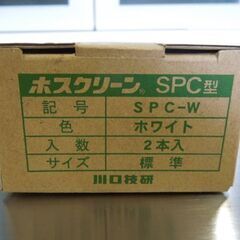 ホスクリーン® SPC型
記号 SPC-W
色 ホワイト
入数 2本入
サイズ 標準
川口技研